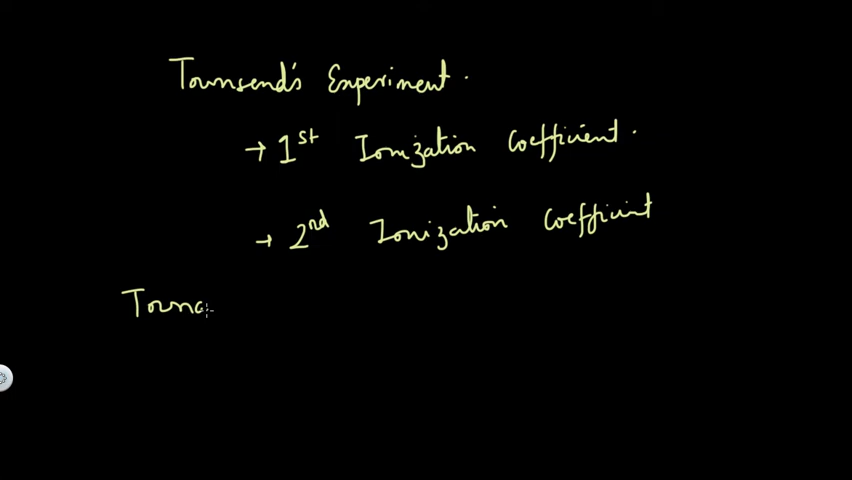 Townsend's Experiment.
→ 1st Ionization Coefficient.
→ 2nd Ionization Coefficient